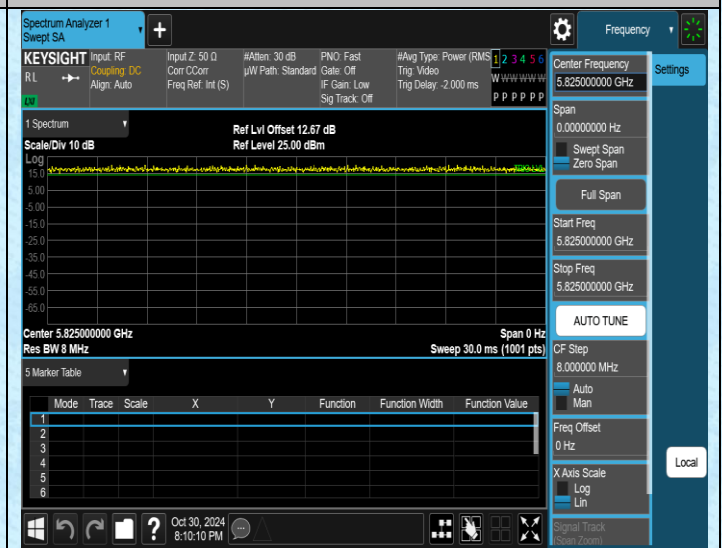 Spectrum Analyzer 1
Swept SA
+
Frequency
KEYSIGHT
RL
LXI
Input: RF
Coupling: DC
Align: Auto
Input Z: 50 Ω
Corr CCorr
Freq Ref: Int (S)
#Atten: 30 dB
µW Path: Standard
PNO: Fast
Gate: Off
IF Gain: Low
Sig Track: Off
#Avg Type: Power (RMS
Trig: Video
Trig Delay: -2.000 ms
1 2 3 4 5 6
W W W W W W
P P P P P P
1 Spectrum
Scale/Div 10 dB
Ref Lvl Offset 12.67 dB
Ref Level 25.00 dBm
Log
15.0
5.00
-5.00
-15.0
-25.0
-35.0
-45.0
-55.0
-65.0
Center 5.825000000 GHz
Res BW 8 MHz
Span 0 Hz
Sweep 30.0 ms (1001 pts)
5 Marker Table
Mode Trace Scale X Y Function Function Width Function Value
1
2
3
4
5
6
Oct 30, 2024
8:10:10 PM
Center Frequency
5.825000000 GHz
Span
0.00000000 Hz
Swept Span
Zero Span
Full Span
Start Freq
5.825000000 GHz
Stop Freq
5.825000000 GHz
AUTO TUNE
CF Step
8.000000 MHz
Auto
Man
Freq Offset
0 Hz
X Axis Scale
Log
Lin
Signal Track
(Span Zoom)
Settings
Local